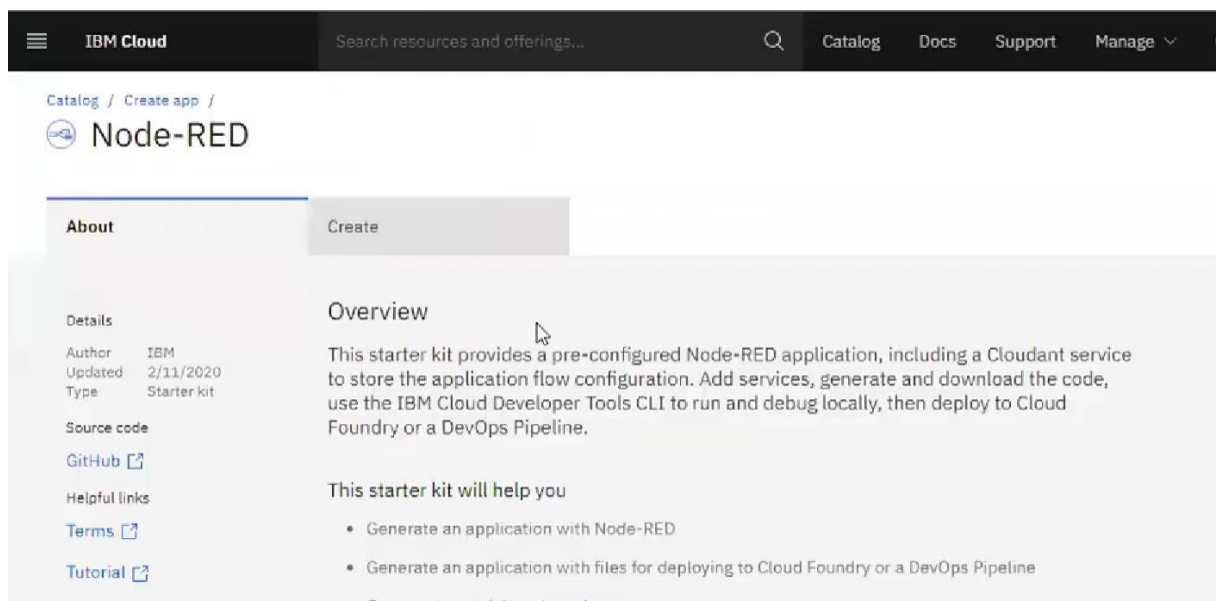 IBM Cloud
Search resources and offerings...
Catalog
Docs
Support
Manage
Catalog / Create app /
Node-RED
About
Create
Details
Author IBM
Updated 2/11/2020
Type Starter kit
Source code
GitHub
Helpful links
Terms
Tutorial
Overview
This starter kit provides a pre-configured Node-RED application, including a Cloudant service
to store the application flow configuration. Add services, generate and download the code,
use the IBM Cloud Developer Tools CLI to run and debug locally, then deploy to Cloud
Foundry or a DevOps Pipeline.
This starter kit will help you
• Generate an application with Node-RED
• Generate an application with files for deploying to Cloud Foundry or a DevOps Pipeline